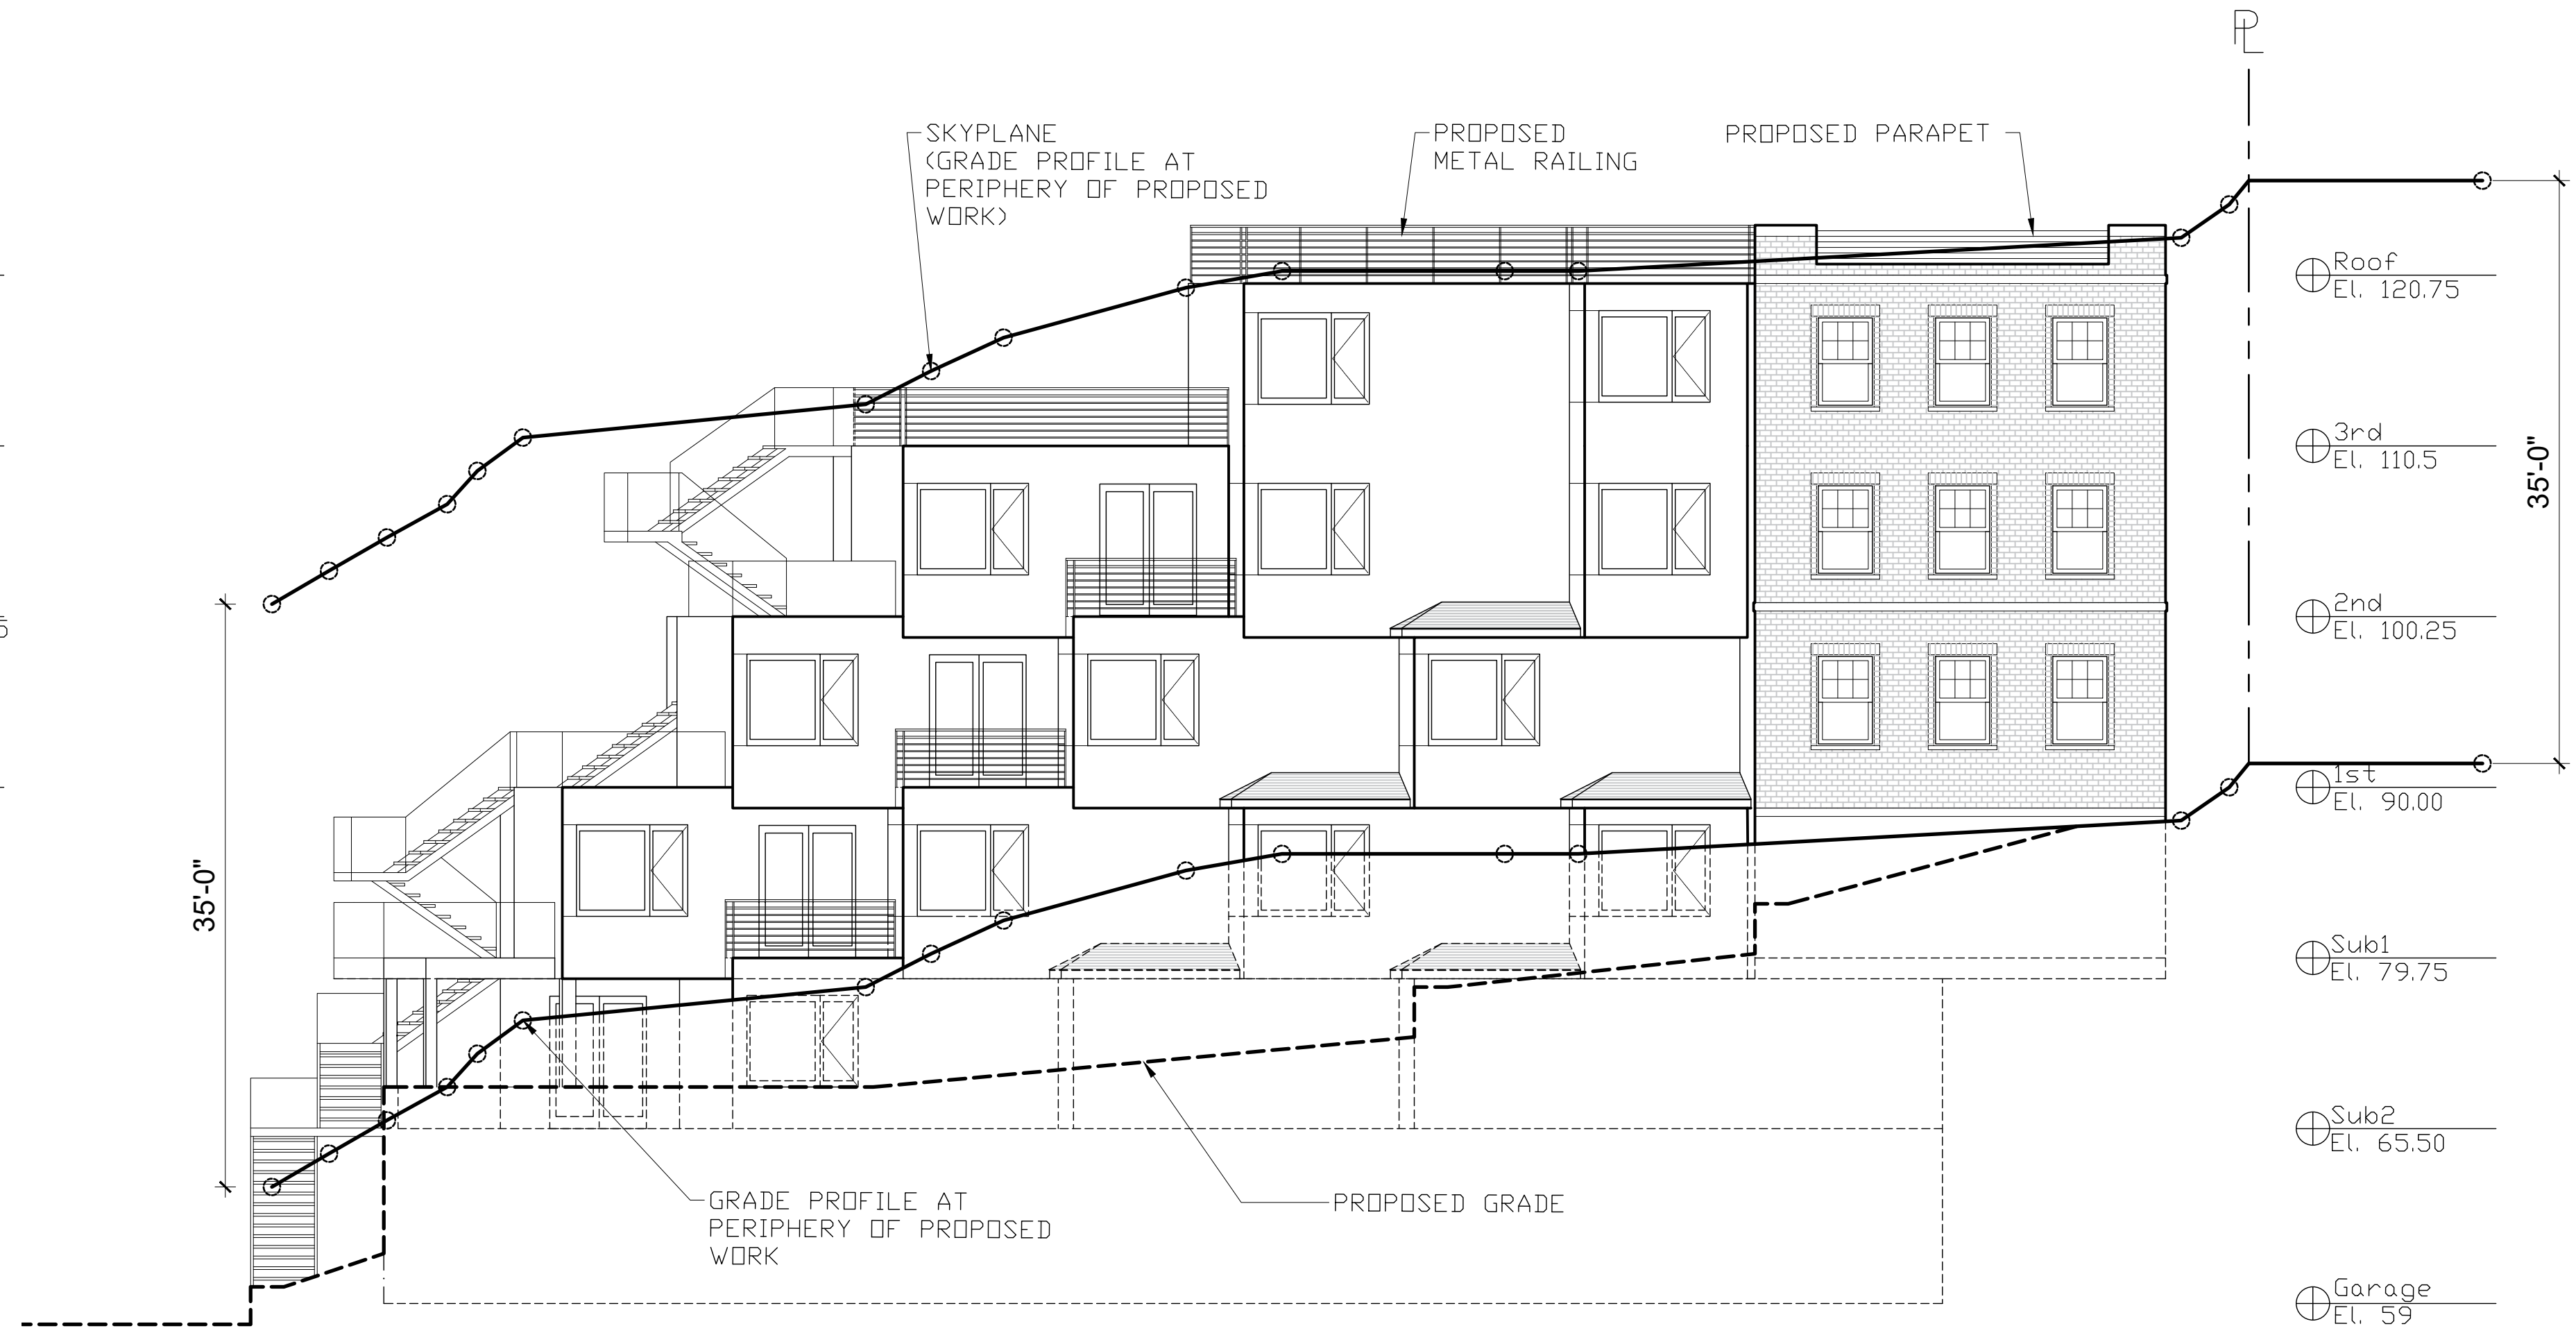 PL
SKYPLANE
(GRADE PROFILE AT
PERIPHERY OF PROPOSED
WORK)
PROPOSED
METAL RAILING
PROPOSED PARAPET
Roof
El. 120.75
3rd
El. 110.5
35'-0"
2nd
El. 100.25
1st
El. 90.00
35'-0"
Sub1
El. 79.75
Sub2
El. 65.50
GRADE PROFILE AT
PERIPHERY OF PROPOSED
WORK
PROPOSED GRADE
Garage
El. 59